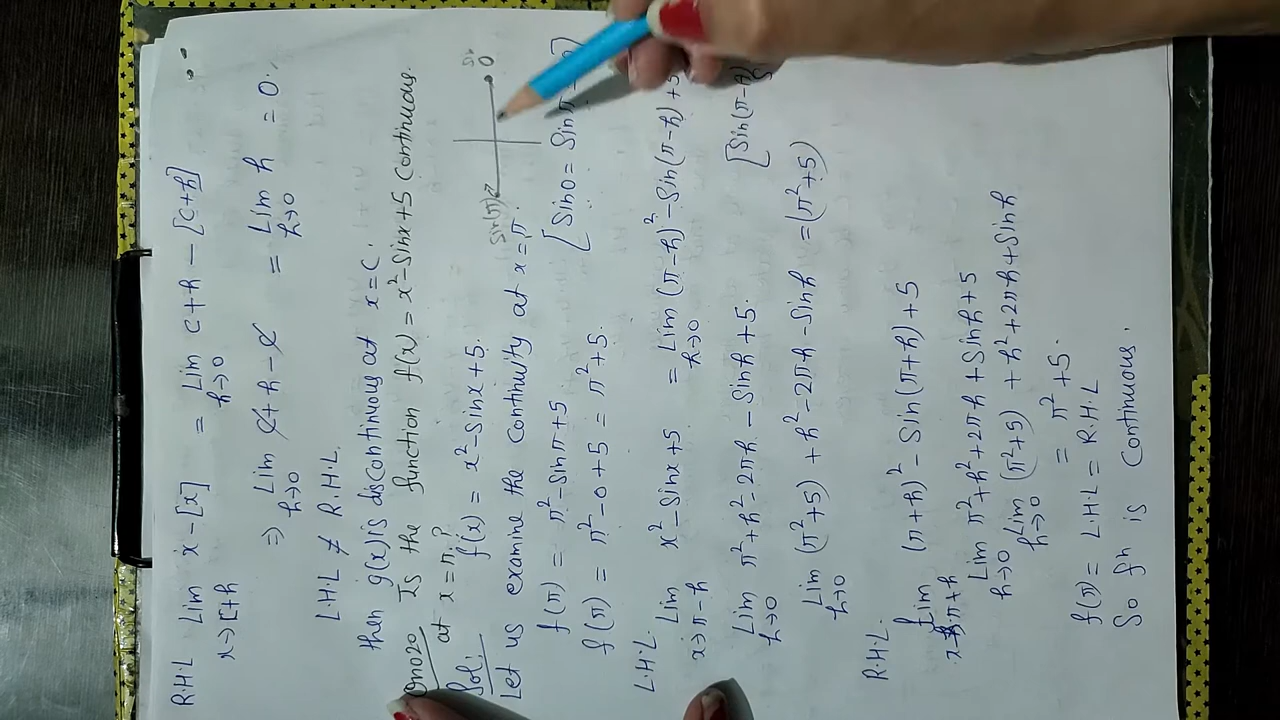 R.H.L Lim x - [x] = Lim c+h - [c+h]
x→[c+h h→0
⇒ Lim c+h - c = Lim h = 0.
h→0 h→0
L.H.L ≠ R.H.L.
then g(x) is discontinuous at x = c.
Qno20 Is the function f(x) = x²-sinx+5 continuous.
at x = π ?
Sol: f(x) = x²-sinx+5.
Let us examine the continuity at x = π.
Sin(π) 0
f(π) = π²-sinπ+5
f(π) = π²-0+5 = π²+5. [Sin0 = Sinπ
L.H.L.
Lim x²-sinx+5 = Lim (π-h)²-Sin(π-h)+5
x→π-h h→0
Lim π²+h²-2πh - Sinh+5. [Sin(π-
h→0
Lim (π²+5) + h²-2πh-Sinh = (π²+5)
h→0
R.H.L.
Lim (π+h)² - Sin(π+h)+5
x→π+h
Lim π²+h²+2πh+Sinh+5
h→0
Lim (π²+5) + h²+2πh+Sinh
h→0
= π²+5.
f(π) = L.H.L = R.H.L
So fn is Continuous.